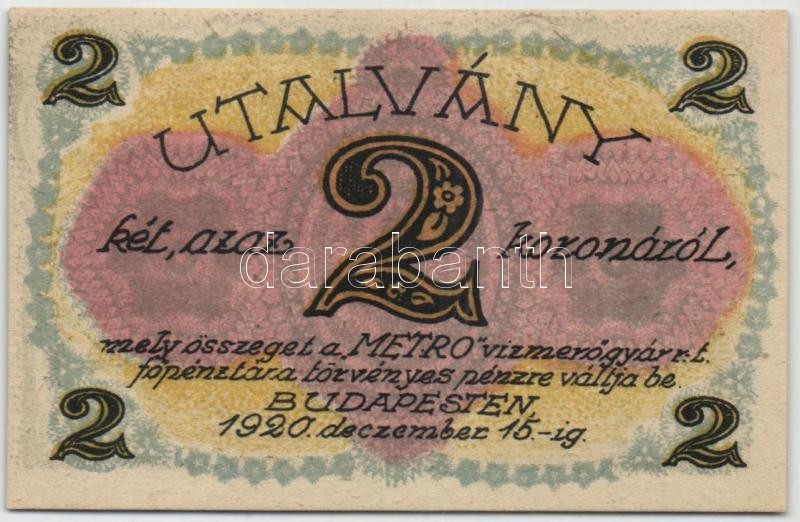 2 2
UTALVÁNY
két, azaz 2 koronáról,
darabanth
mely összeget a „METRO" vizmerőgyár r.t.
főpénztára törvényes pénzre váltja be.
BUDAPESTEN,
1920. deczember 15.-ig.
2 2